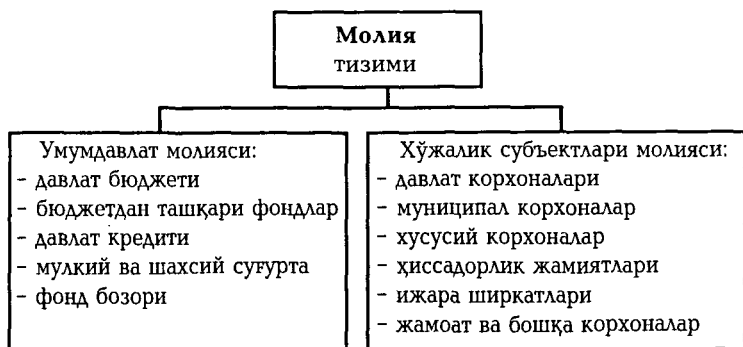 Молия
тизими
Умумдавлат молияси:
- давлат бюджети
- бюджетдан ташқари фондлар
- давлат кредити
- мулкий ва шахсий суғурта
- фонд бозори
Хўжалик субъектлари молияси:
- давлат корхоналари
- муниципал корхоналар
- хусусий корхоналар
- ҳиссадорлик жамиятлари
- ижара ширкатлари
- жамоат ва бошқа корхоналар